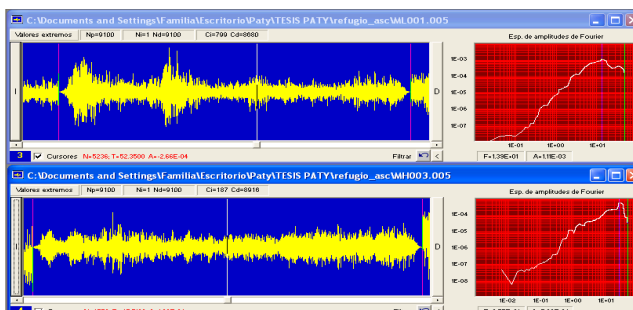 C:\Documents and Settings\Familia\Escritorio\Paty\TESIS PATY\refugio_asc\ML001.005
Valores extremos Np=9100 Ni=1 Nd=9100 Ci=799 Cd=8680
Esp. de amplitudes de Fourier
1E-03
1E-04
1E-05
1E-06
1E-07
I D
1E-01 1E+00 1E+01
3 Cursores N=5236; T=52.3500 A=-2.66E-04 Filtrar <
F=1.39E+01 A=1.11E-03
C:\Documents and Settings\Familia\Escritorio\Paty\TESIS PATY\refugio_asc\MH003.005
Valores extremos Np=9100 Ni=1 Nd=9100 Ci=187 Cd=8916
Esp. de amplitudes de Fourier
1E-04
1E-05
1E-06
1E-07
1E-08
I D
1E-02 1E-01 1E+00 1E+01